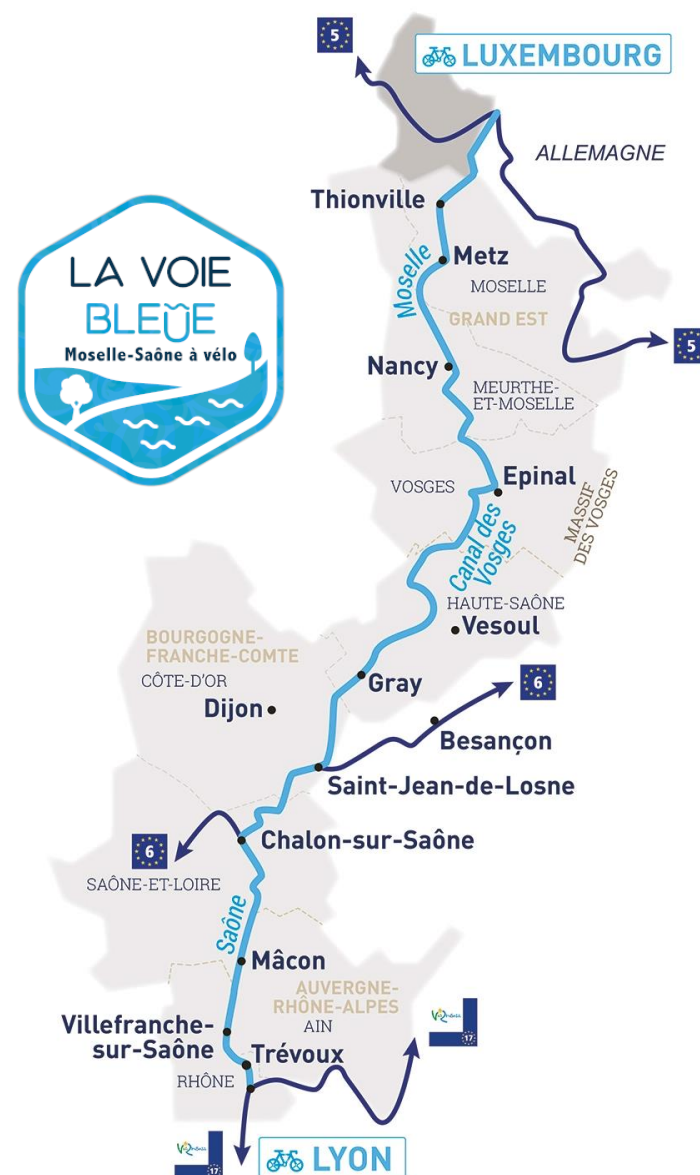 5
LUXEMBOURG
ALLEMAGNE
Thionville
LA VOIE
BLEUE
Moselle-Saône à vélo
Moselle
Metz
MOSELLE
GRAND EST
5
Nancy
MEURTHE-
ET-MOSELLE
Epinal
VOSGES
MASSIF
DES VOSGES
Canal des
Vosges
HAUTE-SAÔNE
Vesoul
BOURGOGNE-
FRANCHE-COMTE
CÔTE-D'OR
Gray
6
Dijon
Besançon
Saint-Jean-de-Losne
Chalon-sur-Saône
6
SAÔNE-ET-LOIRE
Saône
Mâcon
AUVERGNE-
RHÔNE-ALPES
AIN
17
Villefranche-
sur-Saône
Trévoux
RHÔNE
17
LYON